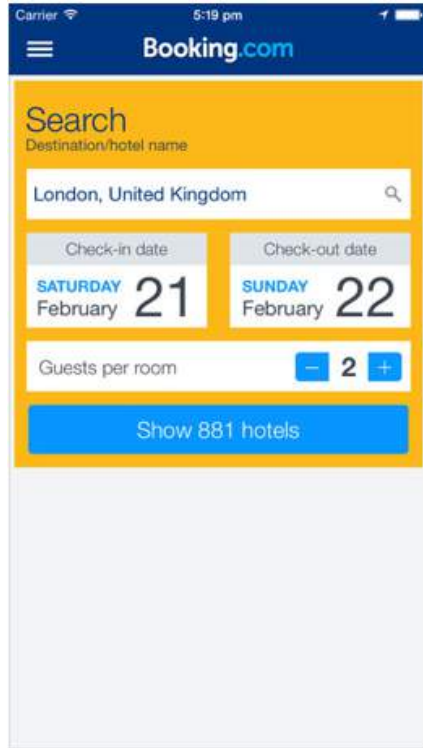 Carrier 5:19 pm
Booking.com
Search
Destination/hotel name
London, United Kingdom
Check-in date Check-out date
SATURDAY February 21 SUNDAY February 22
Guests per room − 2 +
Show 881 hotels